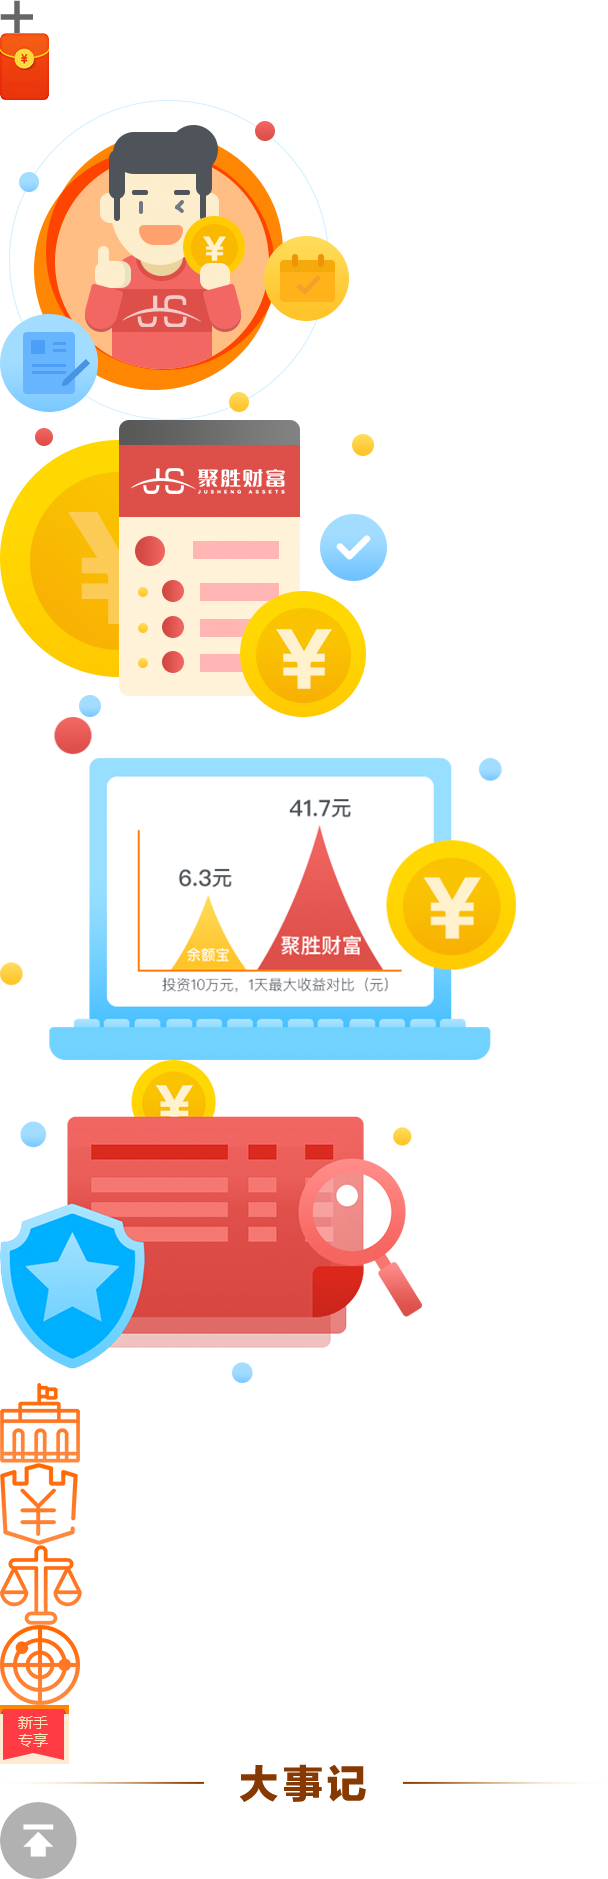 ¥
¥
JS
¥
JS 聚胜财富
JUSHENG ASSETS
¥
41.7元
6.3元
¥
余额宝
聚胜财富
投资10万元，1天最大收益对比（元）
¥
¥
新手
专享
大事记